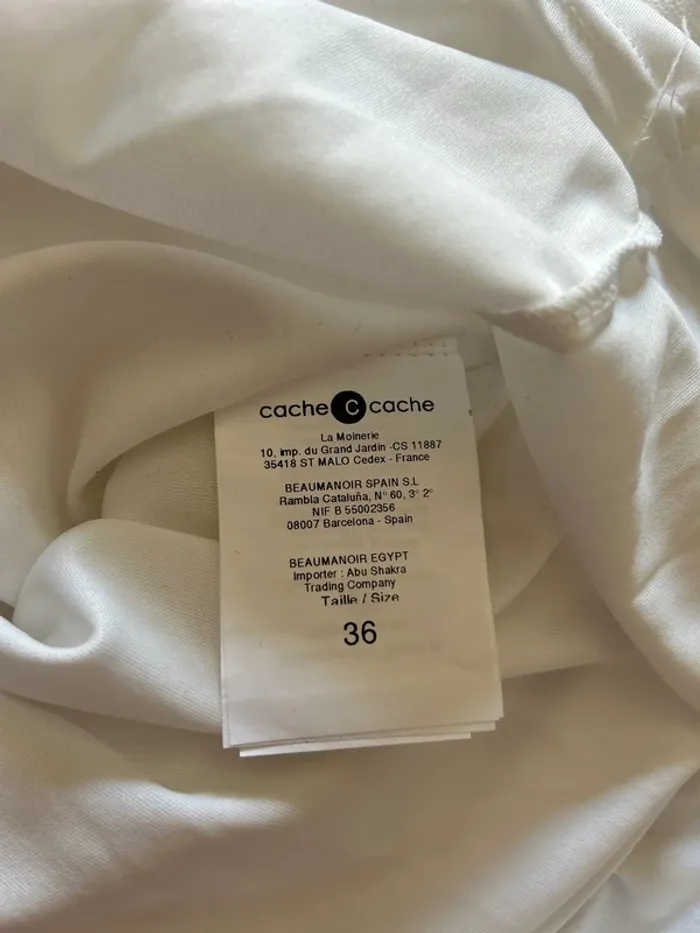 cache c cache
La Moinerie
10, imp. du Grand Jardin -CS 11887
35418 ST MALO Cedex - France
BEAUMANOIR SPAIN S.L
Rambla Cataluña, N° 60, 3° 2°
NIF B 55002356
08007 Barcelona - Spain
BEAUMANOIR EGYPT
Importer : Abu Shakra
Trading Company
Taille / Size
36